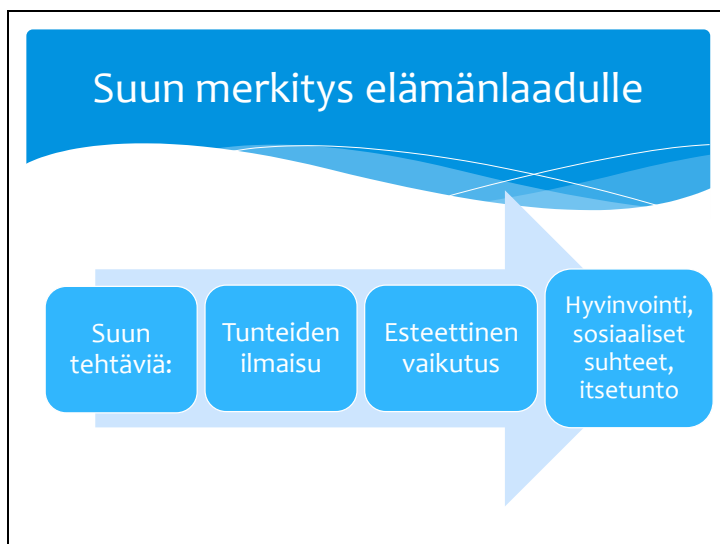 Suun merkitys elämänlaadulle
Suun
tehtäviä:
Tunteiden
ilmaisu
Esteettinen
vaikutus
Hyvinvointi,
sosiaaliset
suhteet,
itsetunto